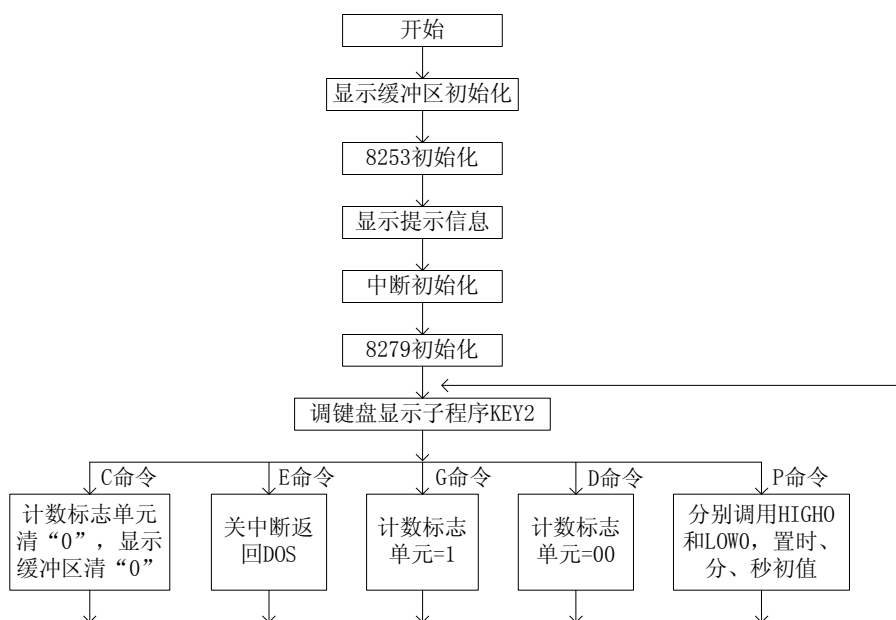 开始
显示缓冲区初始化
8253初始化
显示提示信息
中断初始化
8279初始化
调键盘显示子程序KEY2
C命令
E命令
G命令
D命令
P命令
计数标志单元
清“0”,显示
缓冲区清“0”
关中断返
回DOS
计数标志
单元=1
计数标志
单元=00
分别调用HIGH0
和LOW0,置时、
分、秒初值